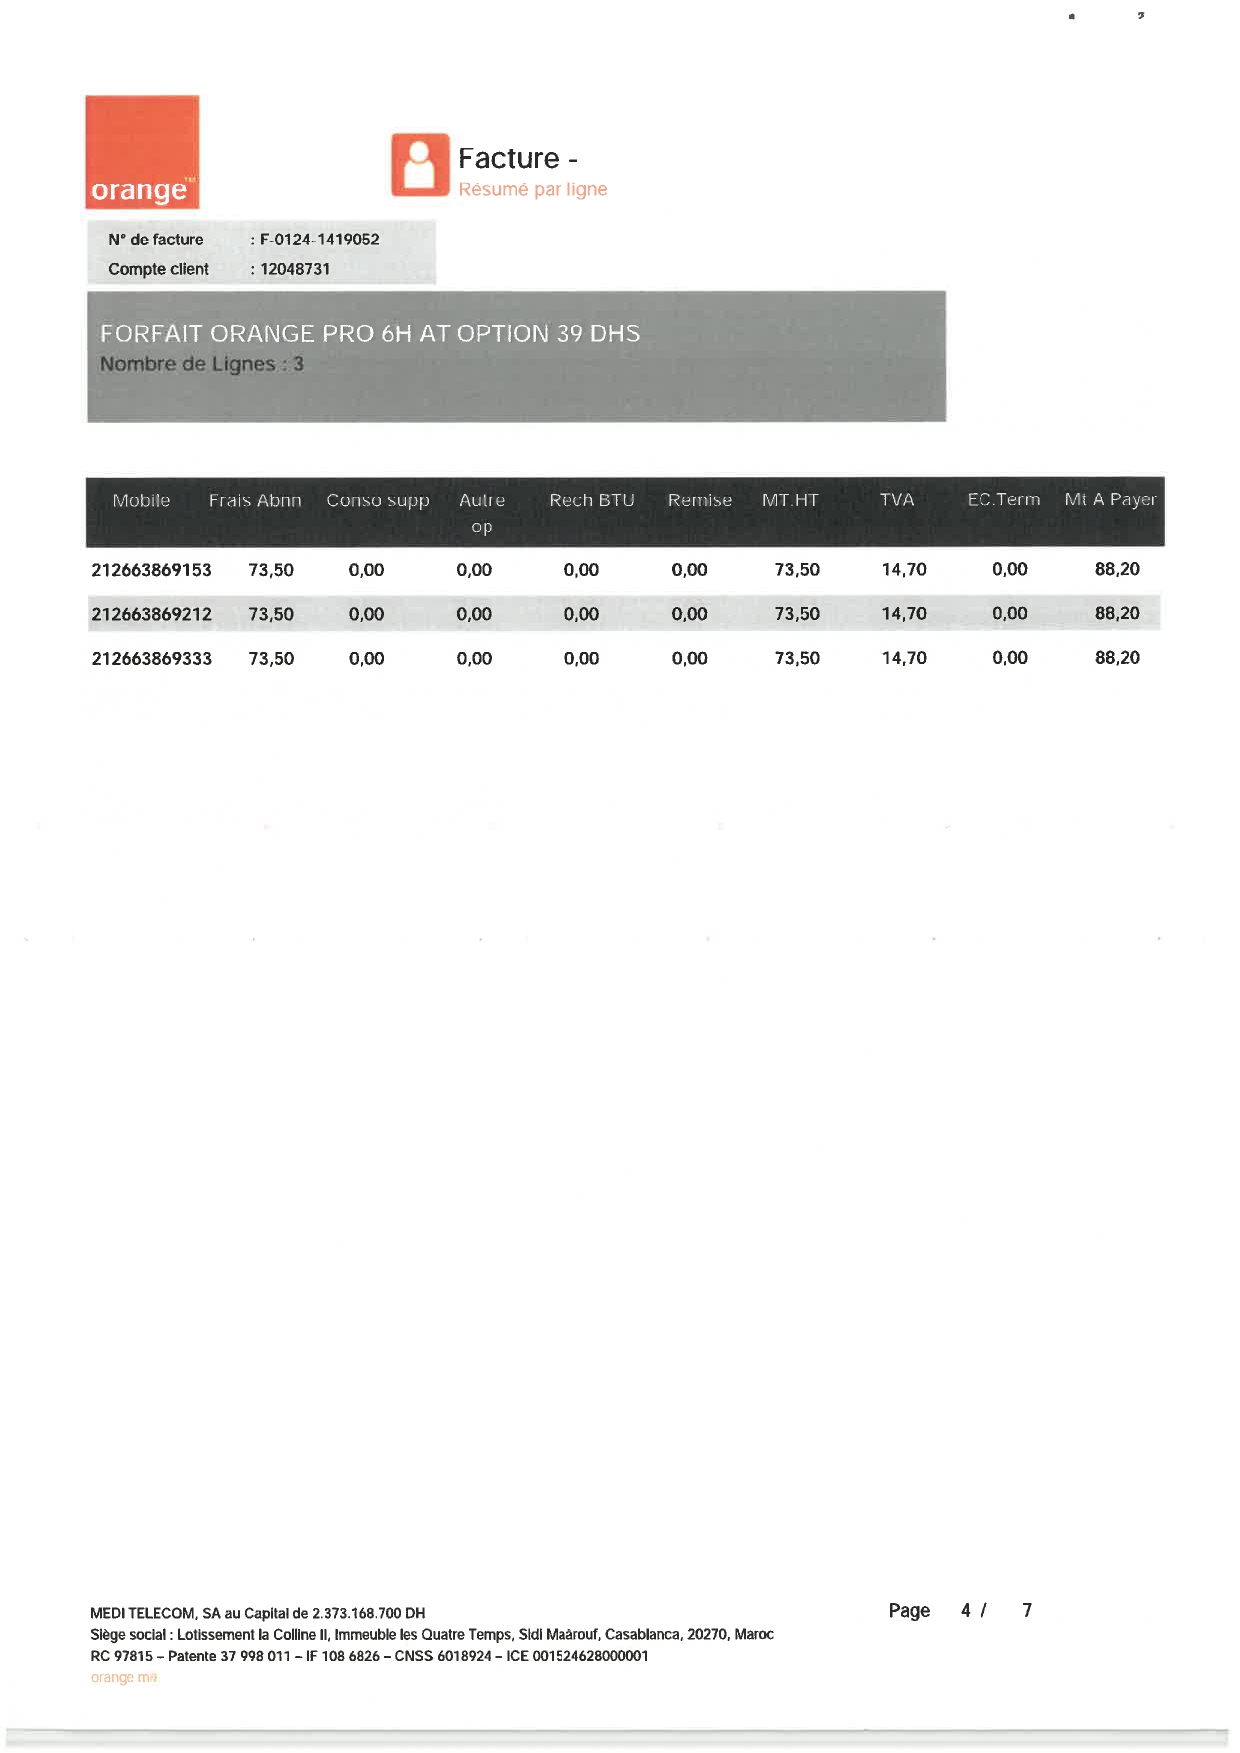 orange™
Facture -
Résumé par ligne
N° de facture : F-0124-1419052
Compte client : 12048731
FORFAIT ORANGE PRO 6H AT OPTION 39 DHS
Nombre de Lignes : 3
Mobile Frais Abnn Conso supp Autre op Rech BTU Remise MT.HT TVA EC.Term Mt A Payer
212663869153 73,50 0,00 0,00 0,00 0,00 73,50 14,70 0,00 88,20
212663869212 73,50 0,00 0,00 0,00 0,00 73,50 14,70 0,00 88,20
212663869333 73,50 0,00 0,00 0,00 0,00 73,50 14,70 0,00 88,20
MEDI TELECOM, SA au Capital de 2.373.168.700 DH
Siège social : Lotissement la Colline II, Immeuble les Quatre Temps, Sidi Maârouf, Casablanca, 20270, Maroc
RC 97815 – Patente 37 998 011 – IF 108 6826 – CNSS 6018924 – ICE 001524628000001
orange ma
Page 4 / 7